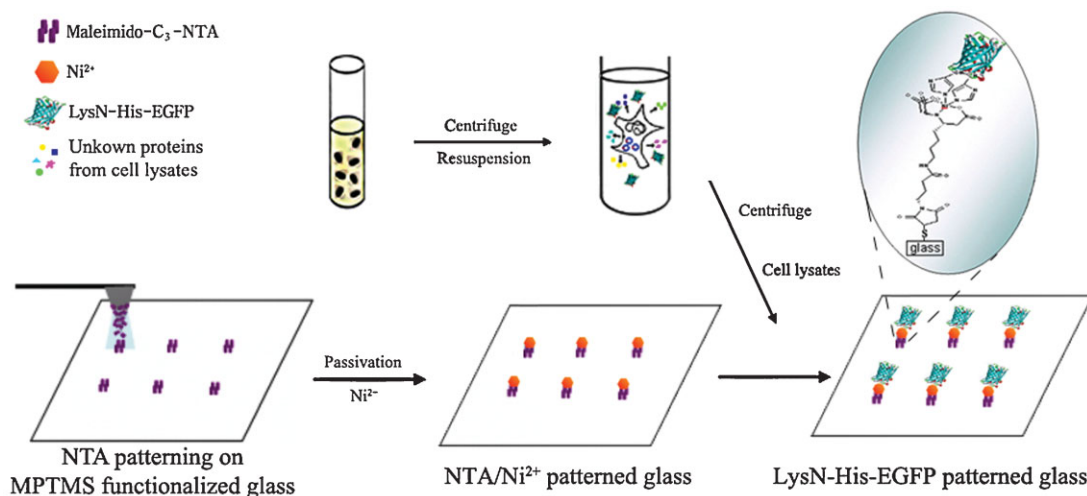 Maleimido-C₃-NTA
Ni²⁺
LysN-His-EGFP
Unkown proteins
from cell lysates
Centrifuge
Resuspension
Centrifuge
Cell lysates
S
glass
Passivation
Ni²⁻
NTA patterning on
MPTMS functionalized glass
NTA/Ni²⁺ patterned glass
LysN-His-EGFP patterned glass